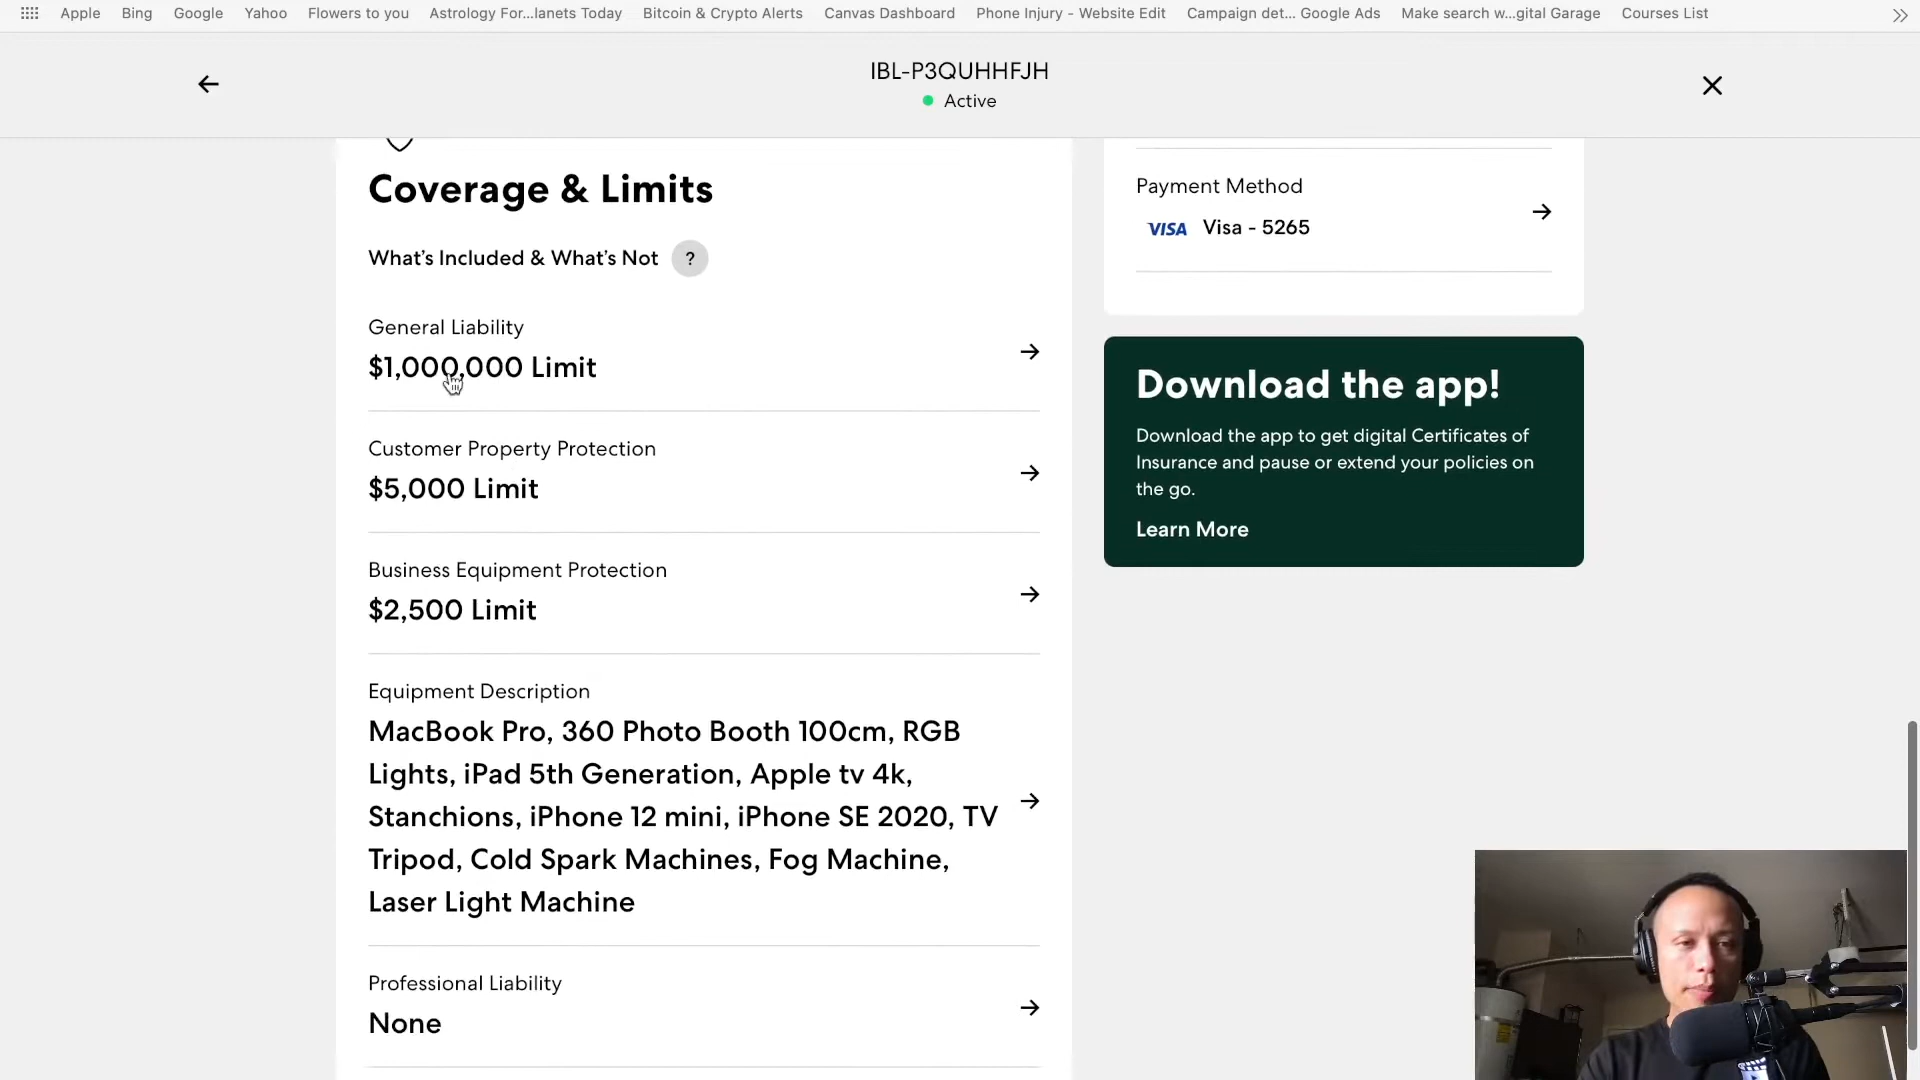 Apple Bing Google Yahoo Flowers to you Astrology For...lanets Today Bitcoin & Crypto Alerts Canvas Dashboard Phone Injury - Website Edit Campaign det... Google Ads Make search w...gital Garage Courses List
IBL-P3QUHHFJH
Active
Coverage & Limits
What's Included & What's Not ?
General Liability
$1,000,000 Limit
Customer Property Protection
$5,000 Limit
Business Equipment Protection
$2,500 Limit
Equipment Description
MacBook Pro, 360 Photo Booth 100cm, RGB
Lights, iPad 5th Generation, Apple tv 4k,
Stanchions, iPhone 12 mini, iPhone SE 2020, TV
Tripod, Cold Spark Machines, Fog Machine,
Laser Light Machine
Professional Liability
None
Payment Method
VISA Visa - 5265
Download the app!
Download the app to get digital Certificates of
Insurance and pause or extend your policies on
the go.
Learn More